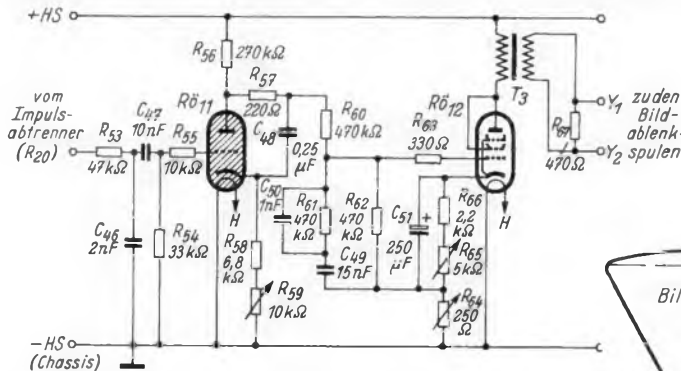 +HS
R56 270kΩ
R57
220Ω
Rö11
C48
0,25
µF
R60
470kΩ
vom
Impuls-
abtrenner
(R20)
R53
47kΩ
C47
10nF
R55
10kΩ
C46
2nF
R54
33kΩ
H
R58
6,8
kΩ
R59
10kΩ
C50
1nF
R61
470
kΩ
R62
470
kΩ
C49
15nF
C51
+
250
µF
R63
330Ω
Rö12
H
R66
2,2
kΩ
R65
5kΩ
R64
250
Ω
T3
Y1
R67
470Ω
Y2
zu den
Bild-
ablenk-
spulen
-HS
(Chassis)
Bil